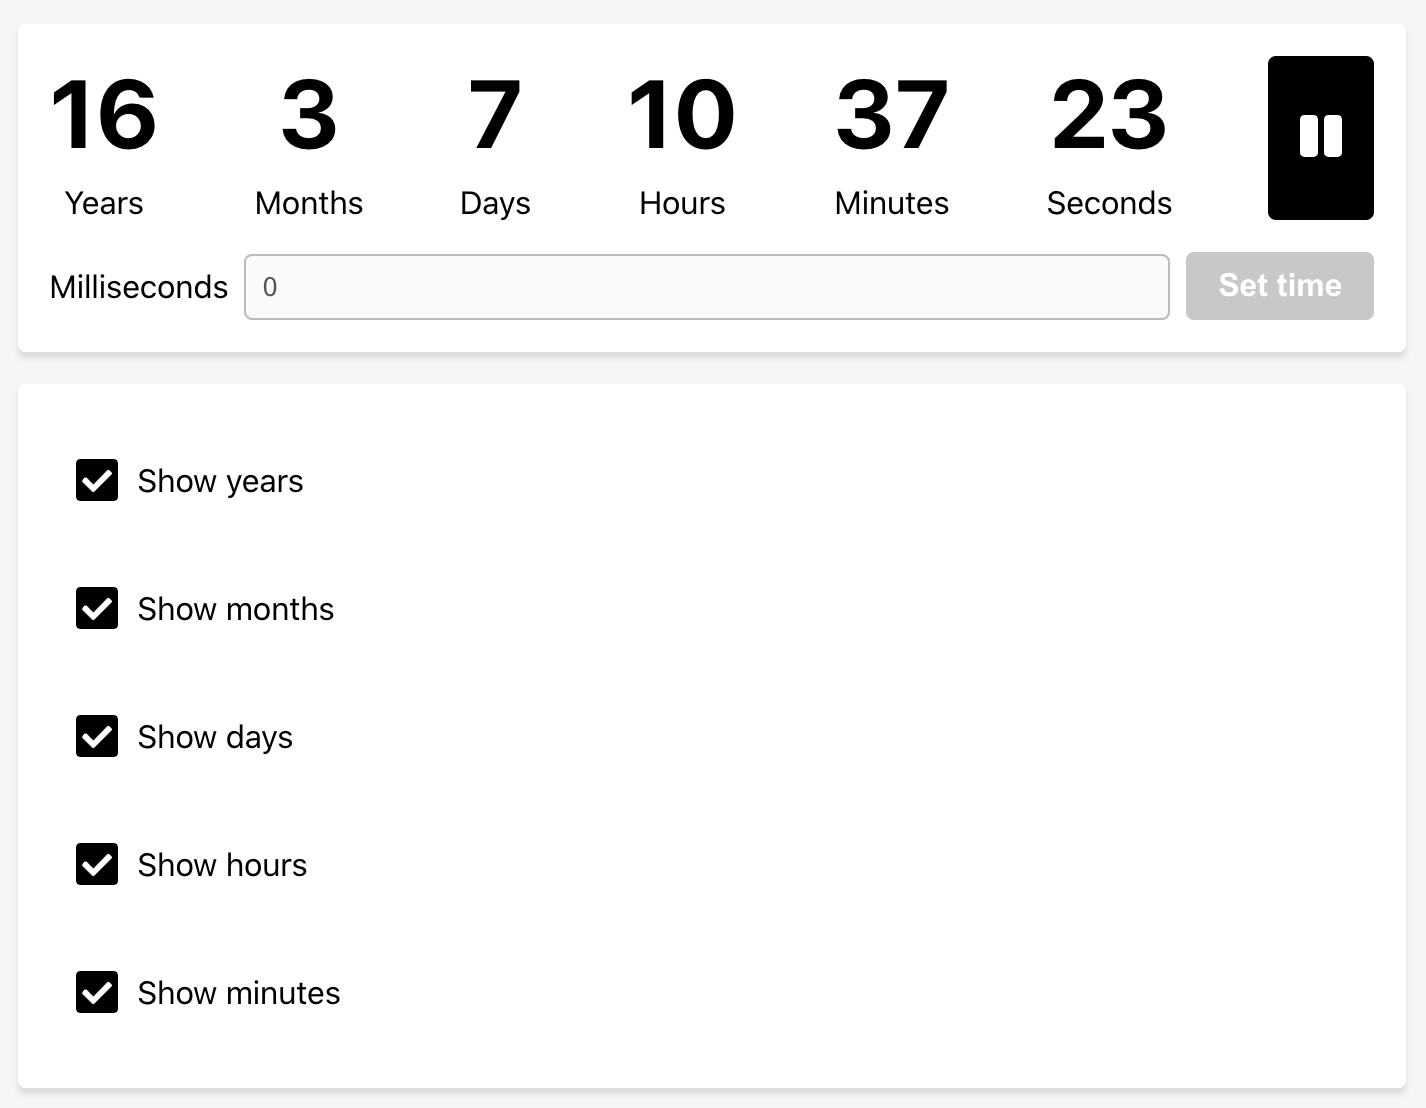 16 3 7 10 37 23
Years Months Days Hours Minutes Seconds
Milliseconds 0 Set time
Show years
Show months
Show days
Show hours
Show minutes